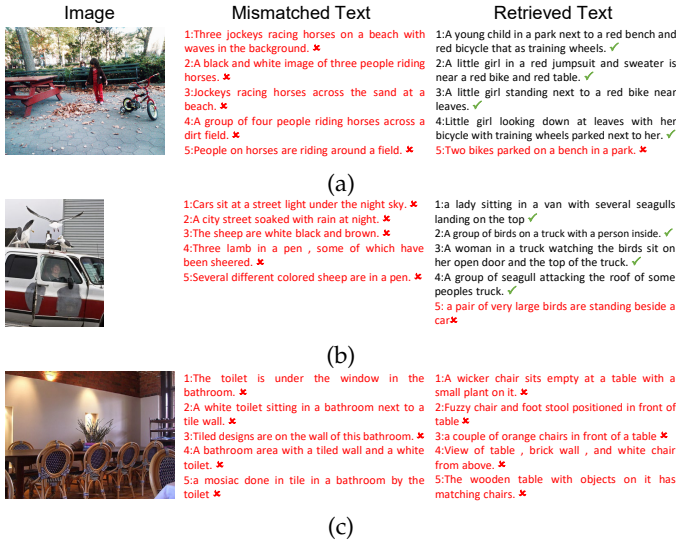 Image
Mismatched Text
Retrieved Text
1:Three jockeys racing horses on a beach with
waves in the background. ✘
2:A black and white image of three people riding
horses. ✘
3:Jockeys racing horses across the sand at a
beach. ✘
4:A group of four people riding horses across a
dirt field. ✘
5:People on horses are riding around a field. ✘
1:A young child in a park next to a red bench and
red bicycle that as training wheels. ✓
2:A little girl in a red jumpsuit and sweater is
near a red bike and red table. ✓
3:A little girl standing next to a red bike near
leaves. ✓
4:Little girl looking down at leaves with her
bicycle with training wheels parked next to her. ✓
5:Two bikes parked on a bench in a park. ✘
(a)
1:Cars sit at a street light under the night sky. ✘
2:A city street soaked with rain at night. ✘
3:The sheep are white black and brown. ✘
4:Three lamb in a pen , some of which have
been sheered. ✘
5:Several different colored sheep are in a pen. ✘
1:a lady sitting in a van with several seagulls
landing on the top ✓
2:A group of birds on a truck with a person inside. ✓
3:A woman in a truck watching the birds sit on
her open door and the top of the truck. ✓
4:A group of seagull attacking the roof of some
peoples truck. ✓
5: a pair of very large birds are standing beside a
car✘
(b)
1:The toilet is under the window in the
bathroom. ✘
2:A white toilet sitting in a bathroom next to a
tile wall. ✘
3:Tiled designs are on the wall of this bathroom. ✘
4:A bathroom area with a tiled wall and a white
toilet. ✘
5:a mosiac done in tile in a bathroom by the
toilet ✘
1:A wicker chair sits empty at a table with a
small plant on it. ✘
2:Fuzzy chair and foot stool positioned in front of
table ✘
3:a couple of orange chairs in front of a table ✘
4:View of table , brick wall , and white chair
from above. ✘
5:The wooden table with objects on it has
matching chairs. ✘
(c)